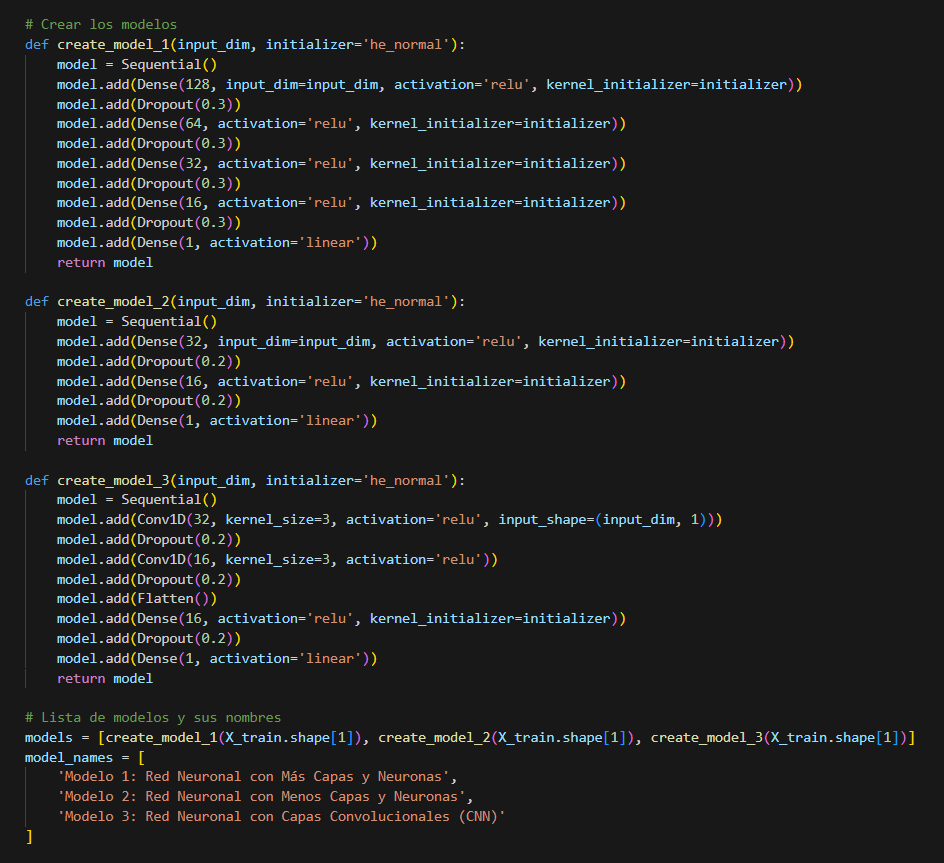 # Crear los modelos
def create_model_1(input_dim, initializer='he_normal'):
    model = Sequential()
    model.add(Dense(128, input_dim=input_dim, activation='relu', kernel_initializer=initializer))
    model.add(Dropout(0.3))
    model.add(Dense(64, activation='relu', kernel_initializer=initializer))
    model.add(Dropout(0.3))
    model.add(Dense(32, activation='relu', kernel_initializer=initializer))
    model.add(Dropout(0.3))
    model.add(Dense(16, activation='relu', kernel_initializer=initializer))
    model.add(Dropout(0.3))
    model.add(Dense(1, activation='linear'))
    return model

def create_model_2(input_dim, initializer='he_normal'):
    model = Sequential()
    model.add(Dense(32, input_dim=input_dim, activation='relu', kernel_initializer=initializer))
    model.add(Dropout(0.2))
    model.add(Dense(16, activation='relu', kernel_initializer=initializer))
    model.add(Dropout(0.2))
    model.add(Dense(1, activation='linear'))
    return model

def create_model_3(input_dim, initializer='he_normal'):
    model = Sequential()
    model.add(Conv1D(32, kernel_size=3, activation='relu', input_shape=(input_dim, 1)))
    model.add(Dropout(0.2))
    model.add(Conv1D(16, kernel_size=3, activation='relu'))
    model.add(Dropout(0.2))
    model.add(Flatten())
    model.add(Dense(16, activation='relu', kernel_initializer=initializer))
    model.add(Dropout(0.2))
    model.add(Dense(1, activation='linear'))
    return model

# Lista de modelos y sus nombres
models = [create_model_1(X_train.shape[1]), create_model_2(X_train.shape[1]), create_model_3(X_train.shape[1])]
model_names = [
    'Modelo 1: Red Neuronal con Más Capas y Neuronas',
    'Modelo 2: Red Neuronal con Menos Capas y Neuronas',
    'Modelo 3: Red Neuronal con Capas Convolucionales (CNN)'
]